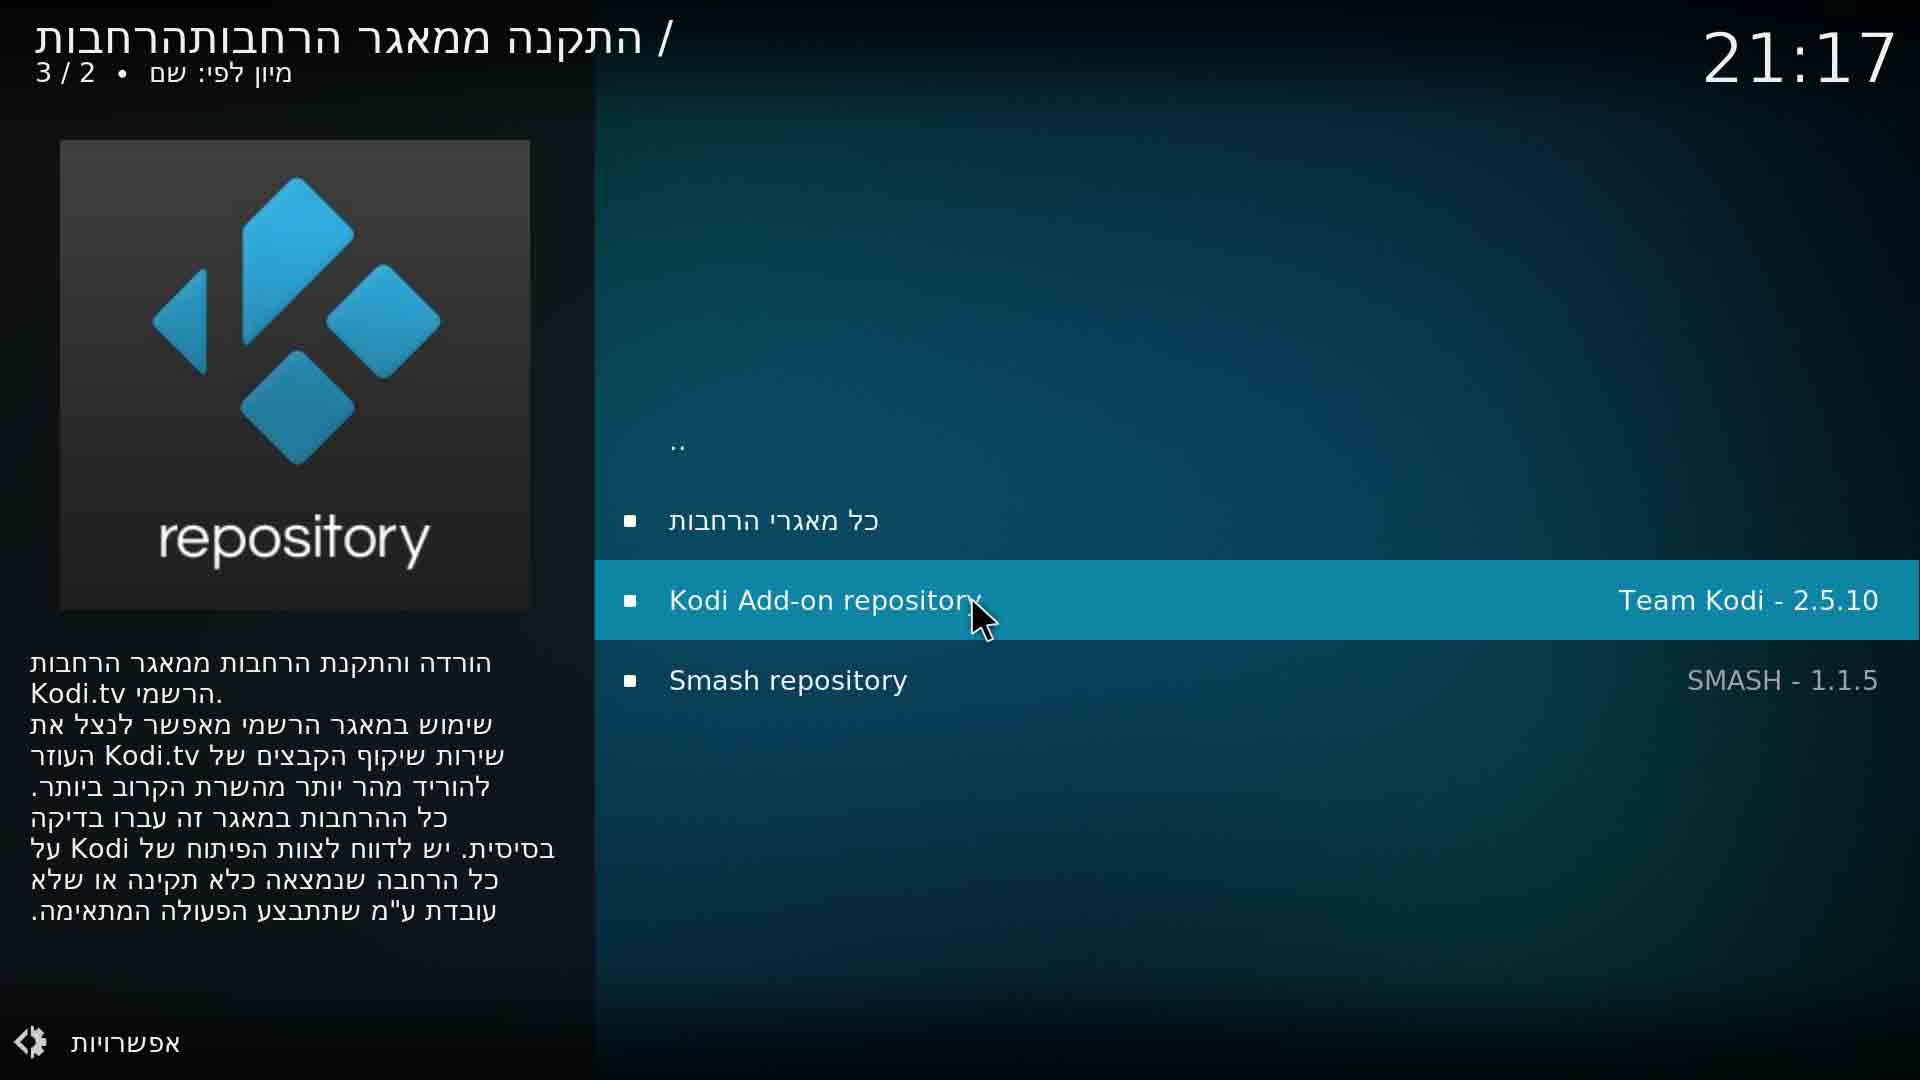 הרחבות / התקנה ממאגר הרחבות
מיון לפי: שם • 2 / 3
21:17
repository
..
כל מאגרי הרחבות
Kodi Add-on repository
Team Kodi - 2.5.10
Smash repository
SMASH - 1.1.5
הורדה והתקנת הרחבות ממאגר הרחבות
הרשמי Kodi.tv.
שימוש במאגר הרשמי מאפשר לנצל את
שירות שיקוף הקבצים של Kodi.tv העוזר
להוריד מהר יותר מהשרת הקרוב ביותר.
כל ההרחבות במאגר זה עברו בדיקה
בסיסית. יש לדווח לצוות הפיתוח של Kodi על
כל הרחבה שנמצאה כלא תקינה או שלא
עובדת ע"מ שתתבצע הפעולה המתאימה.
אפשרויות